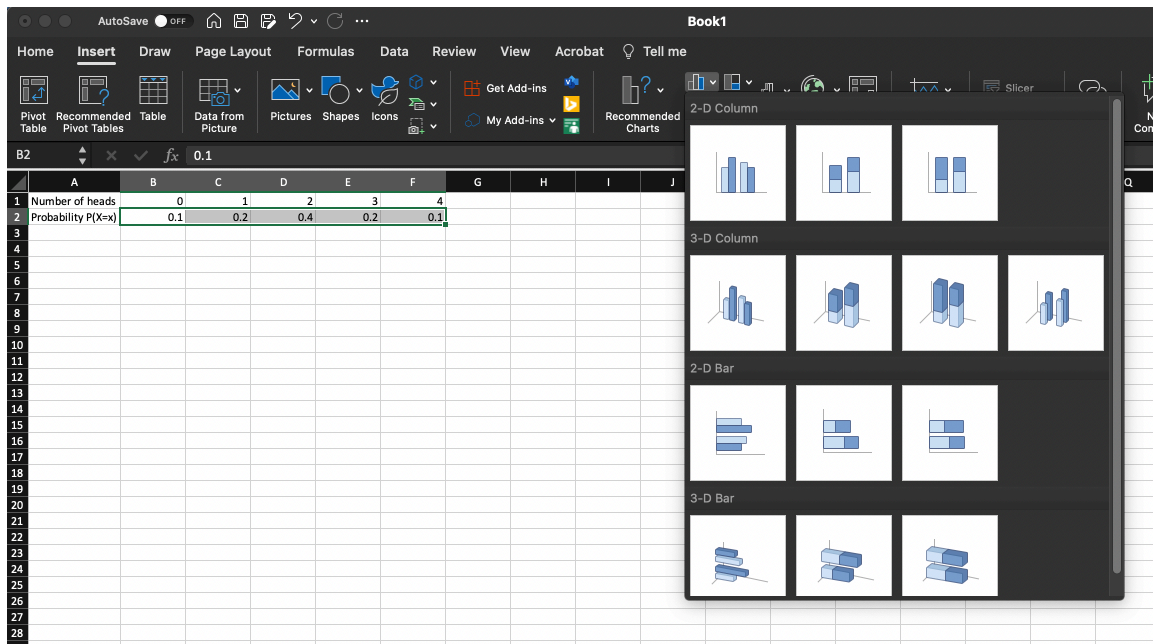 AutoSave OFF Book1
Home Insert Draw Page Layout Formulas Data Review View Acrobat Tell me
Pivot Table
Recommended Pivot Tables
Table
Data from Picture
Pictures
Shapes
Icons
Get Add-ins
My Add-ins
Recommended Charts
Slicer
B2 fx 0.1
A B C D E F G H I J Q
1 Number of heads 0 1 2 3 4
2 Probability P(X=x) 0.1 0.2 0.4 0.2 0.1
3
4
5
6
7
8
9
10
11
12
13
14
15
16
17
18
19
20
21
22
23
24
25
26
27
28
2-D Column
3-D Column
2-D Bar
3-D Bar